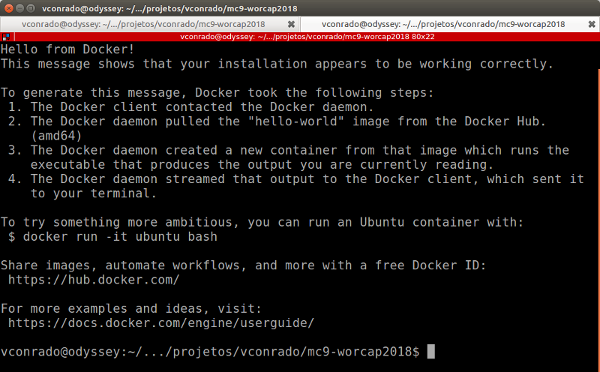 vconrado@odyssey: ~/.../projetos/vconrado/mc9-worcap2018
vconrado@odyssey: ~/.../projetos/vconrado/mc9-worcap2018
vconrado@odyssey: ~/.../projetos/vconrado/mc9-worcap2018
vconrado@odyssey: ~/.../projetos/vconrado/mc9-worcap2018 80x22
Hello from Docker!
This message shows that your installation appears to be working correctly.
To generate this message, Docker took the following steps:
1. The Docker client contacted the Docker daemon.
2. The Docker daemon pulled the "hello-world" image from the Docker Hub.
(amd64)
3. The Docker daemon created a new container from that image which runs the
executable that produces the output you are currently reading.
4. The Docker daemon streamed that output to the Docker client, which sent it
to your terminal.
To try something more ambitious, you can run an Ubuntu container with:
$ docker run -it ubuntu bash
Share images, automate workflows, and more with a free Docker ID:
https://hub.docker.com/
For more examples and ideas, visit:
https://docs.docker.com/engine/userguide/
vconrado@odyssey:~/.../projetos/vconrado/mc9-worcap2018$